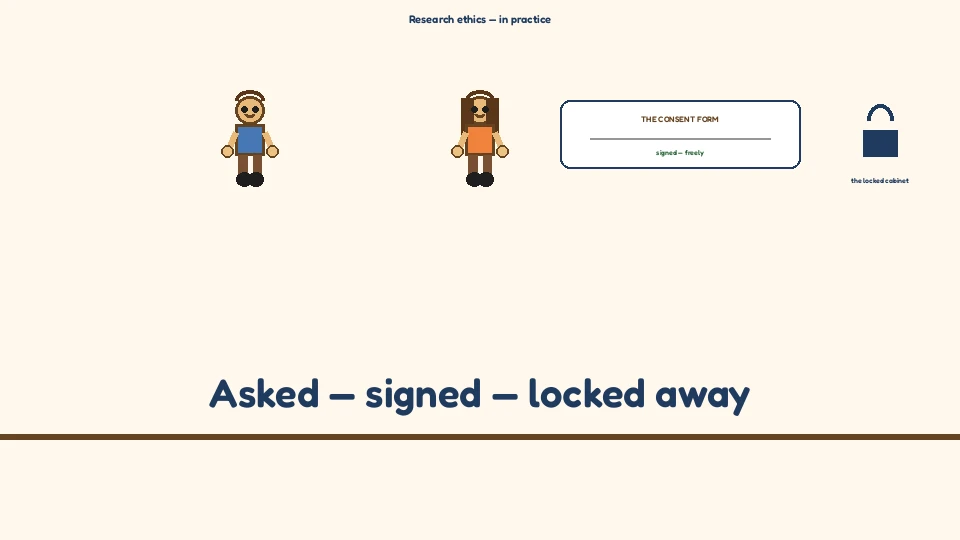 Research ethics — in practice
THE CONSENT FORM
signed — freely
the locked cabinet
Asked — signed — locked away